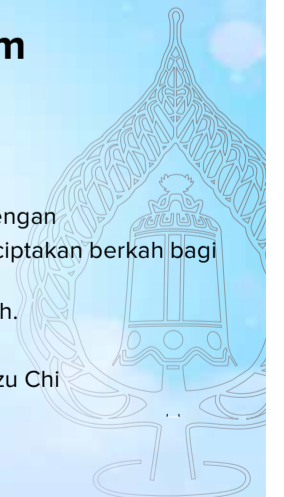 m
engan
ciptakan berkah bagi
h.
zu Chi